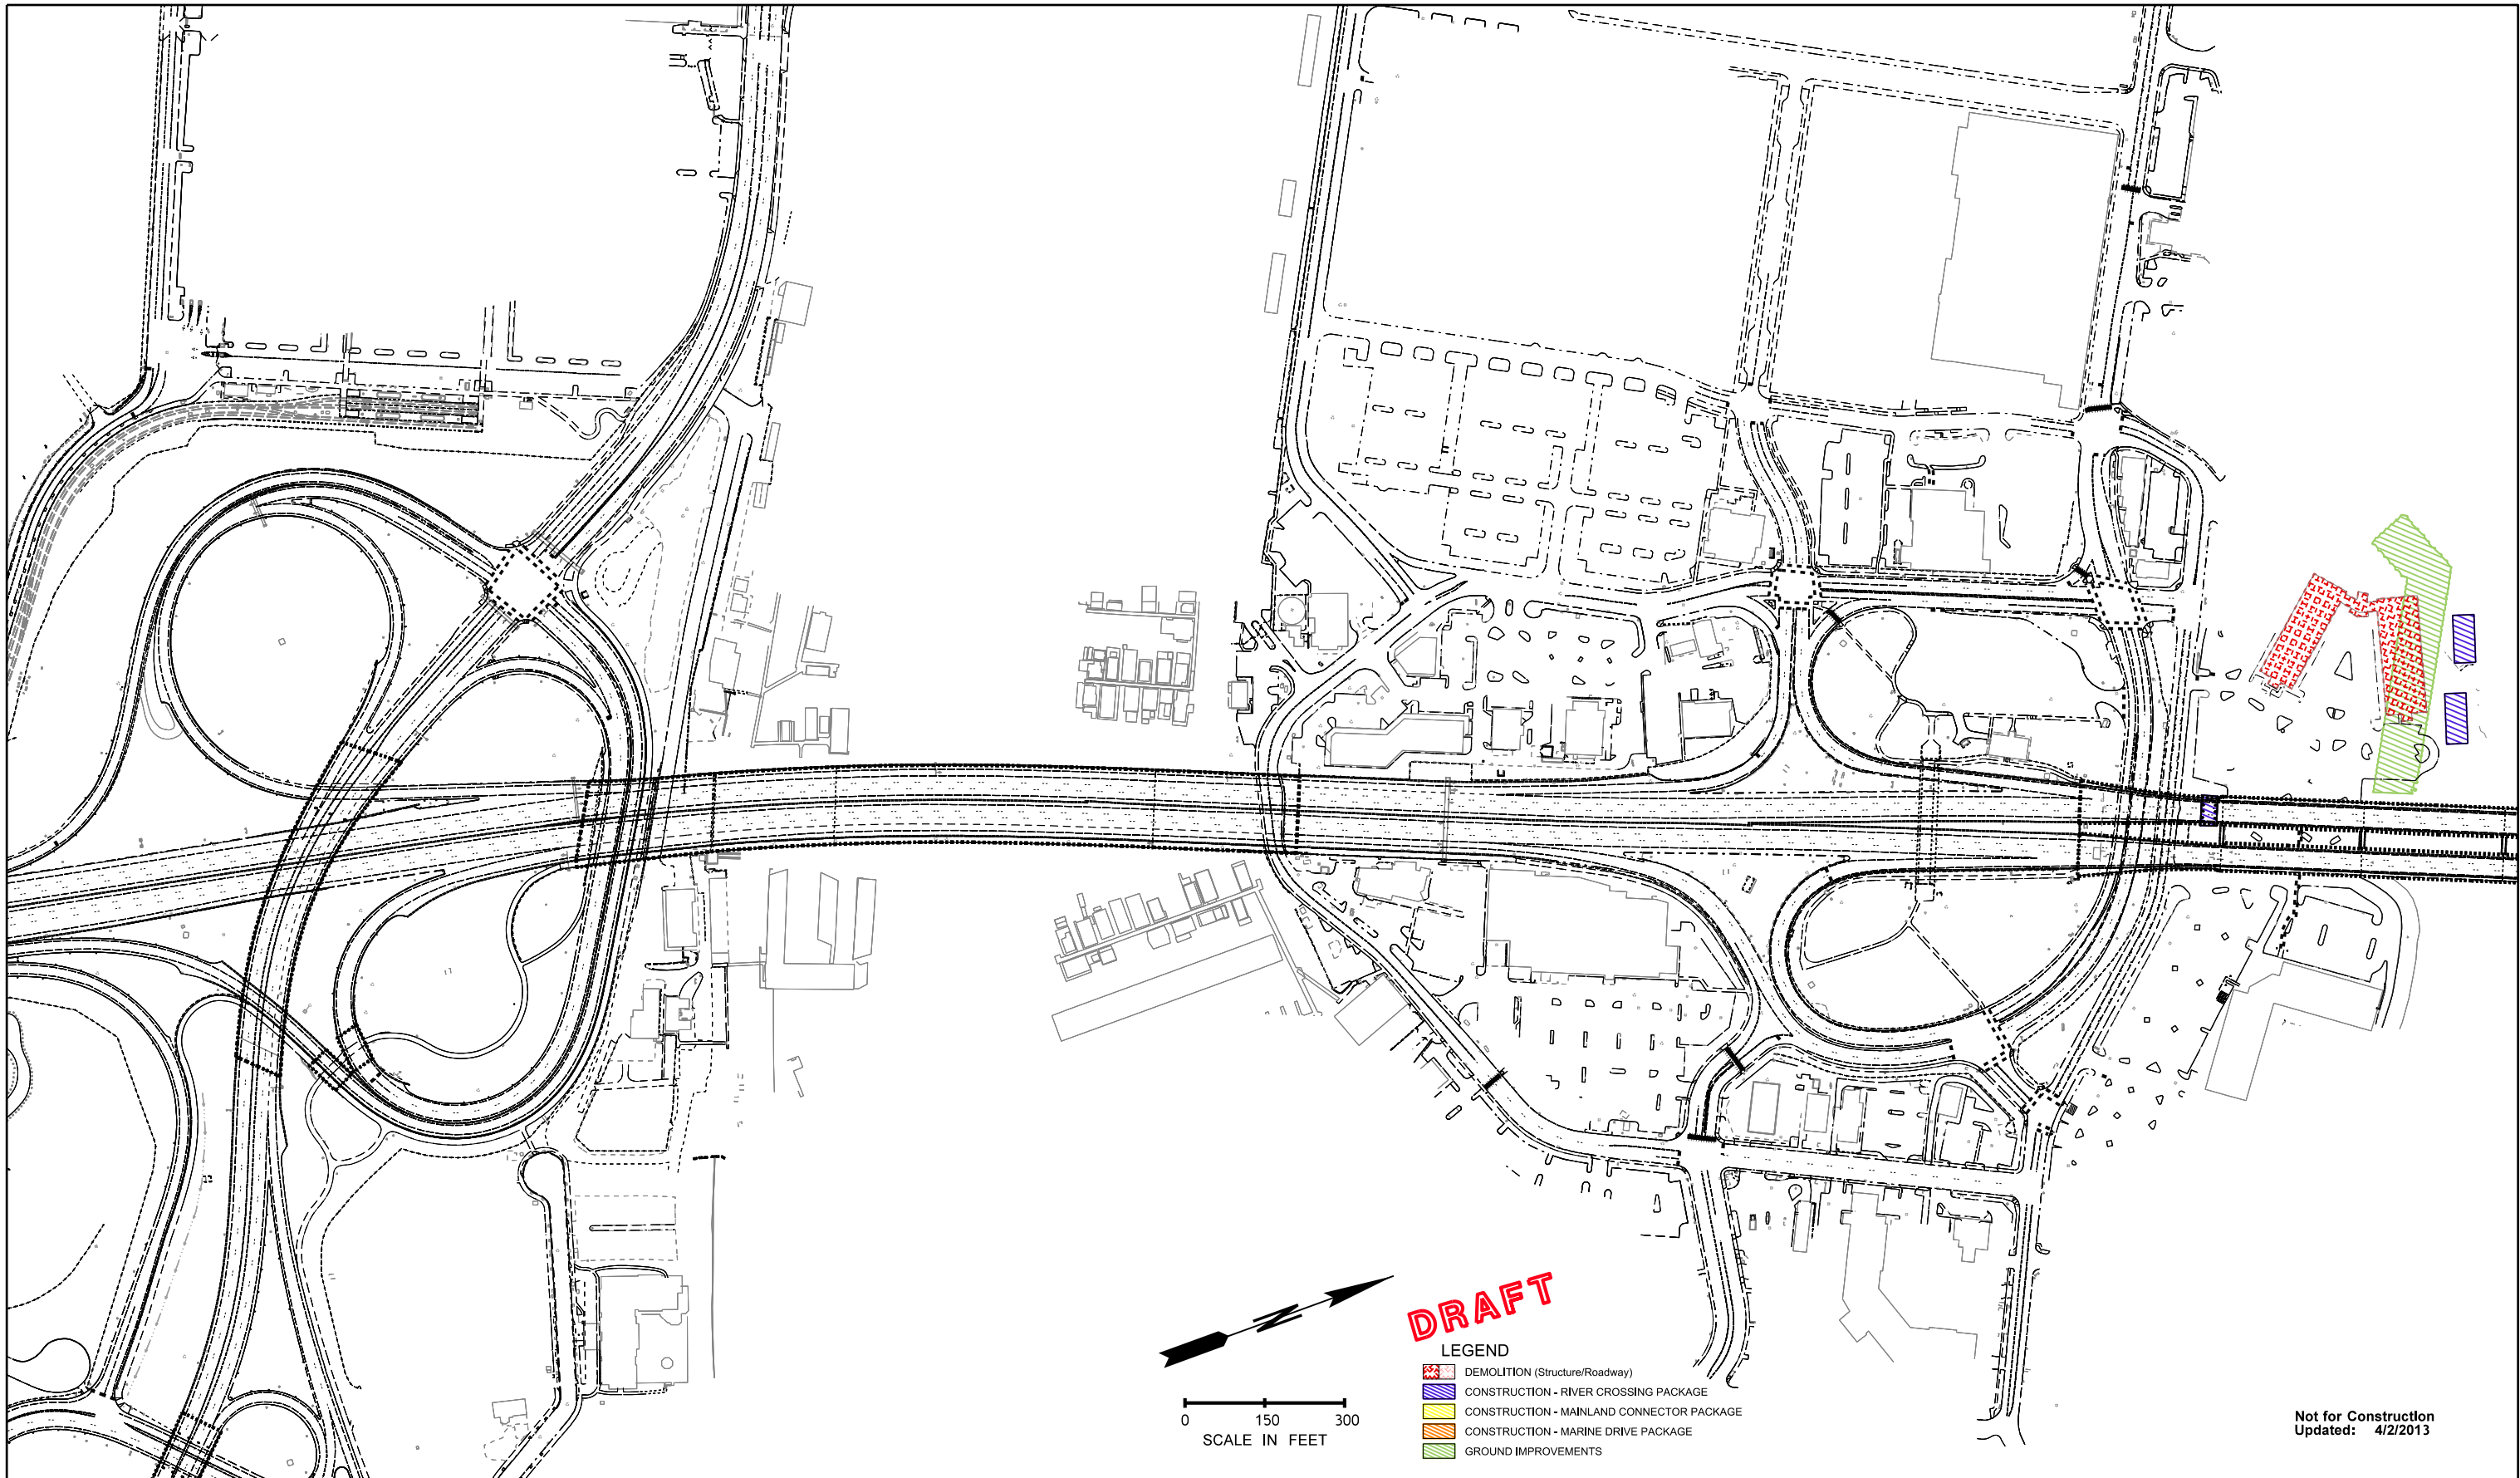 DRAFT
LEGEND
DEMOLITION (Structure/Roadway)
CONSTRUCTION - RIVER CROSSING PACKAGE
CONSTRUCTION - MAINLAND CONNECTOR PACKAGE
CONSTRUCTION - MARINE DRIVE PACKAGE
GROUND IMPROVEMENTS
0 150 300
SCALE IN FEET
Not for Construction
Updated: 4/2/2013